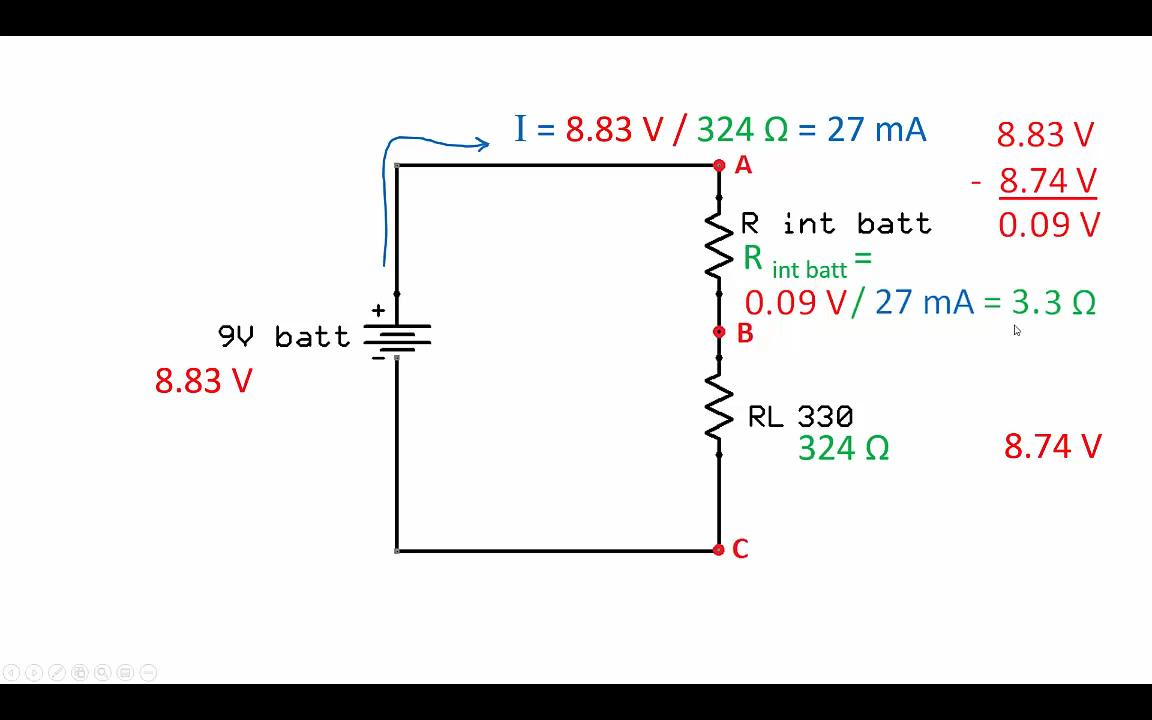 I = 8.83 V / 324 Ω = 27 mA
8.83 V
- 8.74 V
0.09 V
A
R int batt
R int batt =
0.09 V / 27 mA = 3.3 Ω
+
9V batt
-
8.83 V
B
RL 330
324 Ω
8.74 V
C